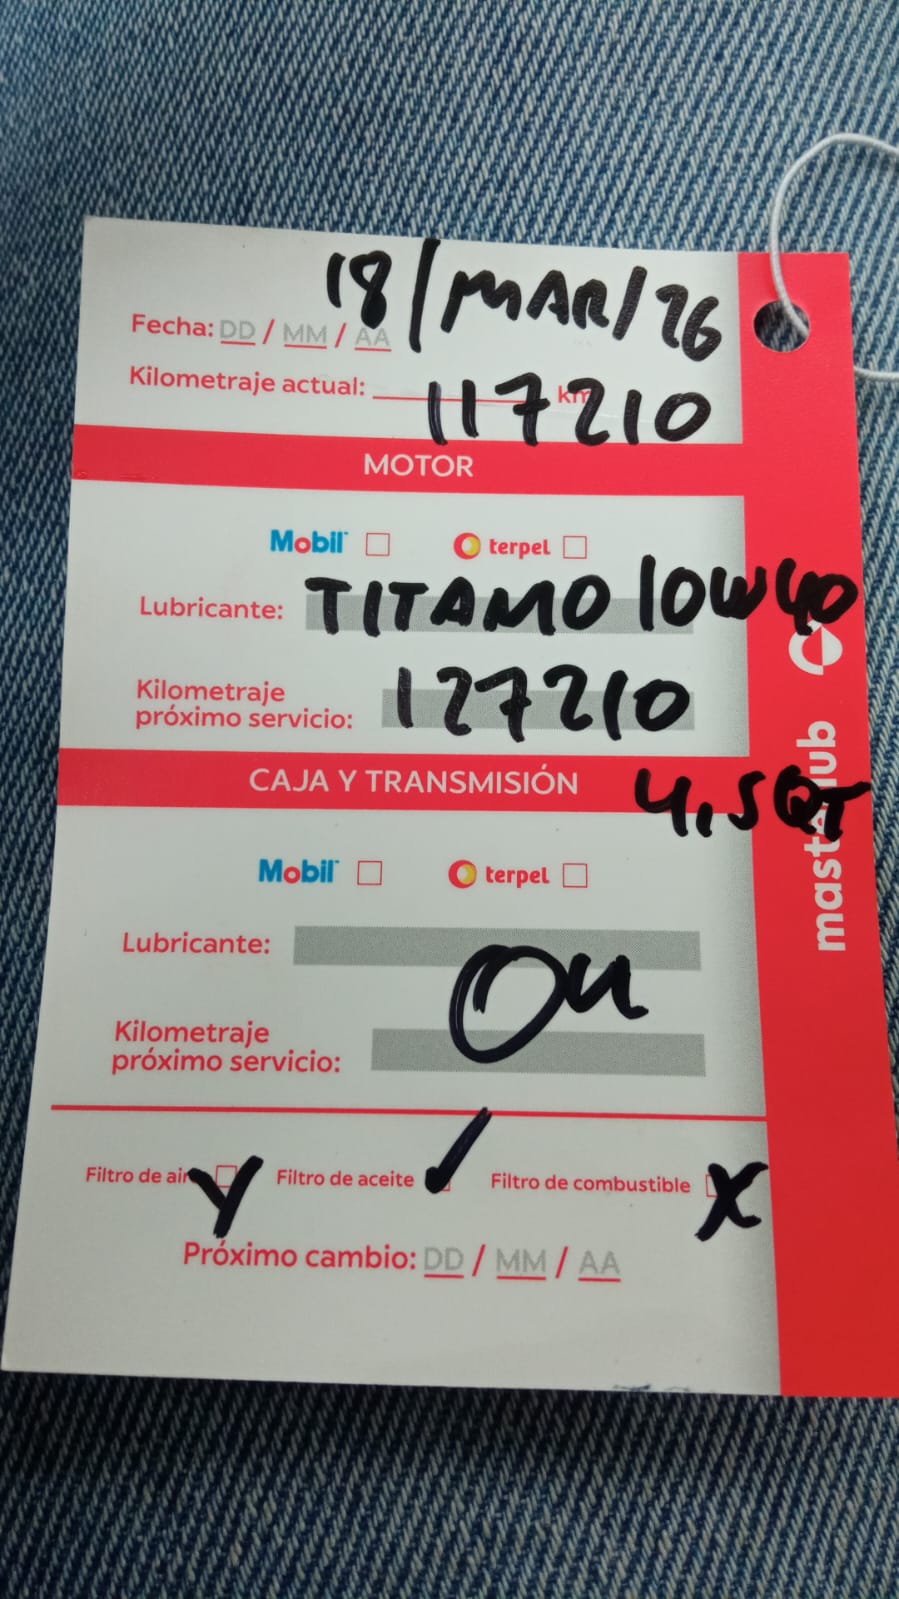 18/MAR/26
Fecha: DD / MM / AA
Kilometraje actual: 117210 km
MOTOR
Mobil terpel
Lubricante: TITAMO 10W40
Kilometraje
próximo servicio: 127210
CAJA Y TRANSMISIÓN 4,5QT
Mobil terpel
Lubricante:
Kilometraje
próximo servicio:
Filtro de aire Y Filtro de aceite ✓ Filtro de combustible X
Próximo cambio: DD / MM / AA
masterlub